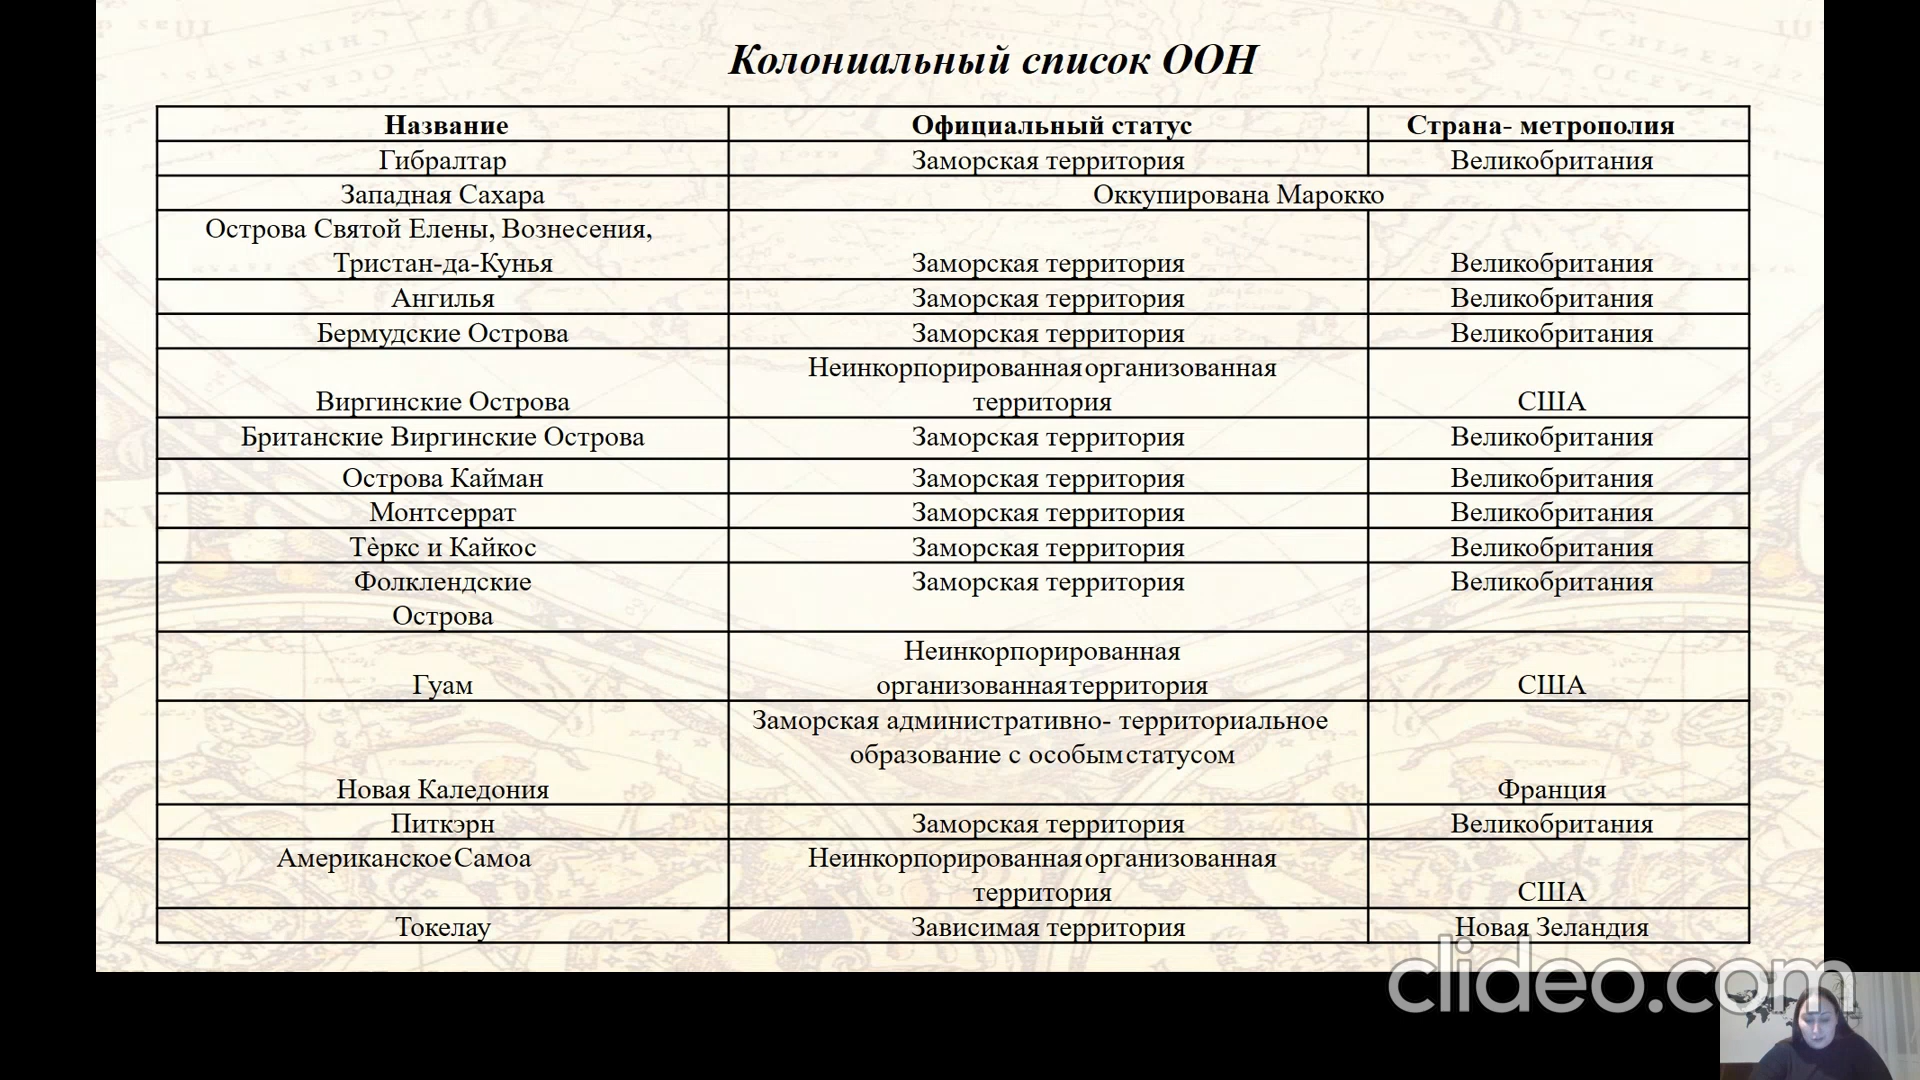 Колониальный список ООН
Название Официальный статус Страна- метрополия
Гибралтар Заморская территория Великобритания
Западная Сахара Оккупирована Марокко
Острова Святой Елены, Вознесения,
Тристан-да-Кунья Заморская территория Великобритания
Ангилья Заморская территория Великобритания
Бермудские Острова Заморская территория Великобритания
Неинкорпорированная организованная
Виргинские Острова территория США
Британские Виргинские Острова Заморская территория Великобритания
Острова Кайман Заморская территория Великобритания
Монтсеррат Заморская территория Великобритания
Тѐркс и Кайкос Заморская территория Великобритания
Фолклендские Заморская территория Великобритания
Острова
Неинкорпорированная
Гуам организованная территория США
Заморская административно- территориальное
образование с особым статусом
Новая Каледония Франция
Питкэрн Заморская территория Великобритания
Американское Самоа Неинкорпорированная организованная
территория США
Токелау Зависимая территория Новая Зеландия
clideo.com